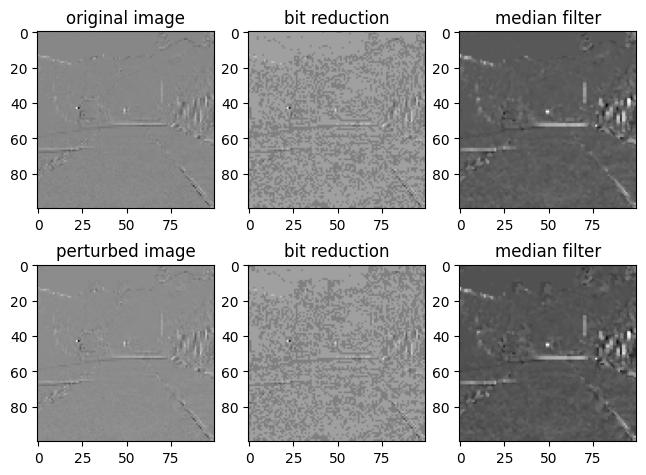 original image
bit reduction
median filter
0
20
40
60
80
0 25 50 75
0 25 50 75
0 25 50 75
perturbed image
bit reduction
median filter
0
20
40
60
80
0 25 50 75
0 25 50 75
0 25 50 75